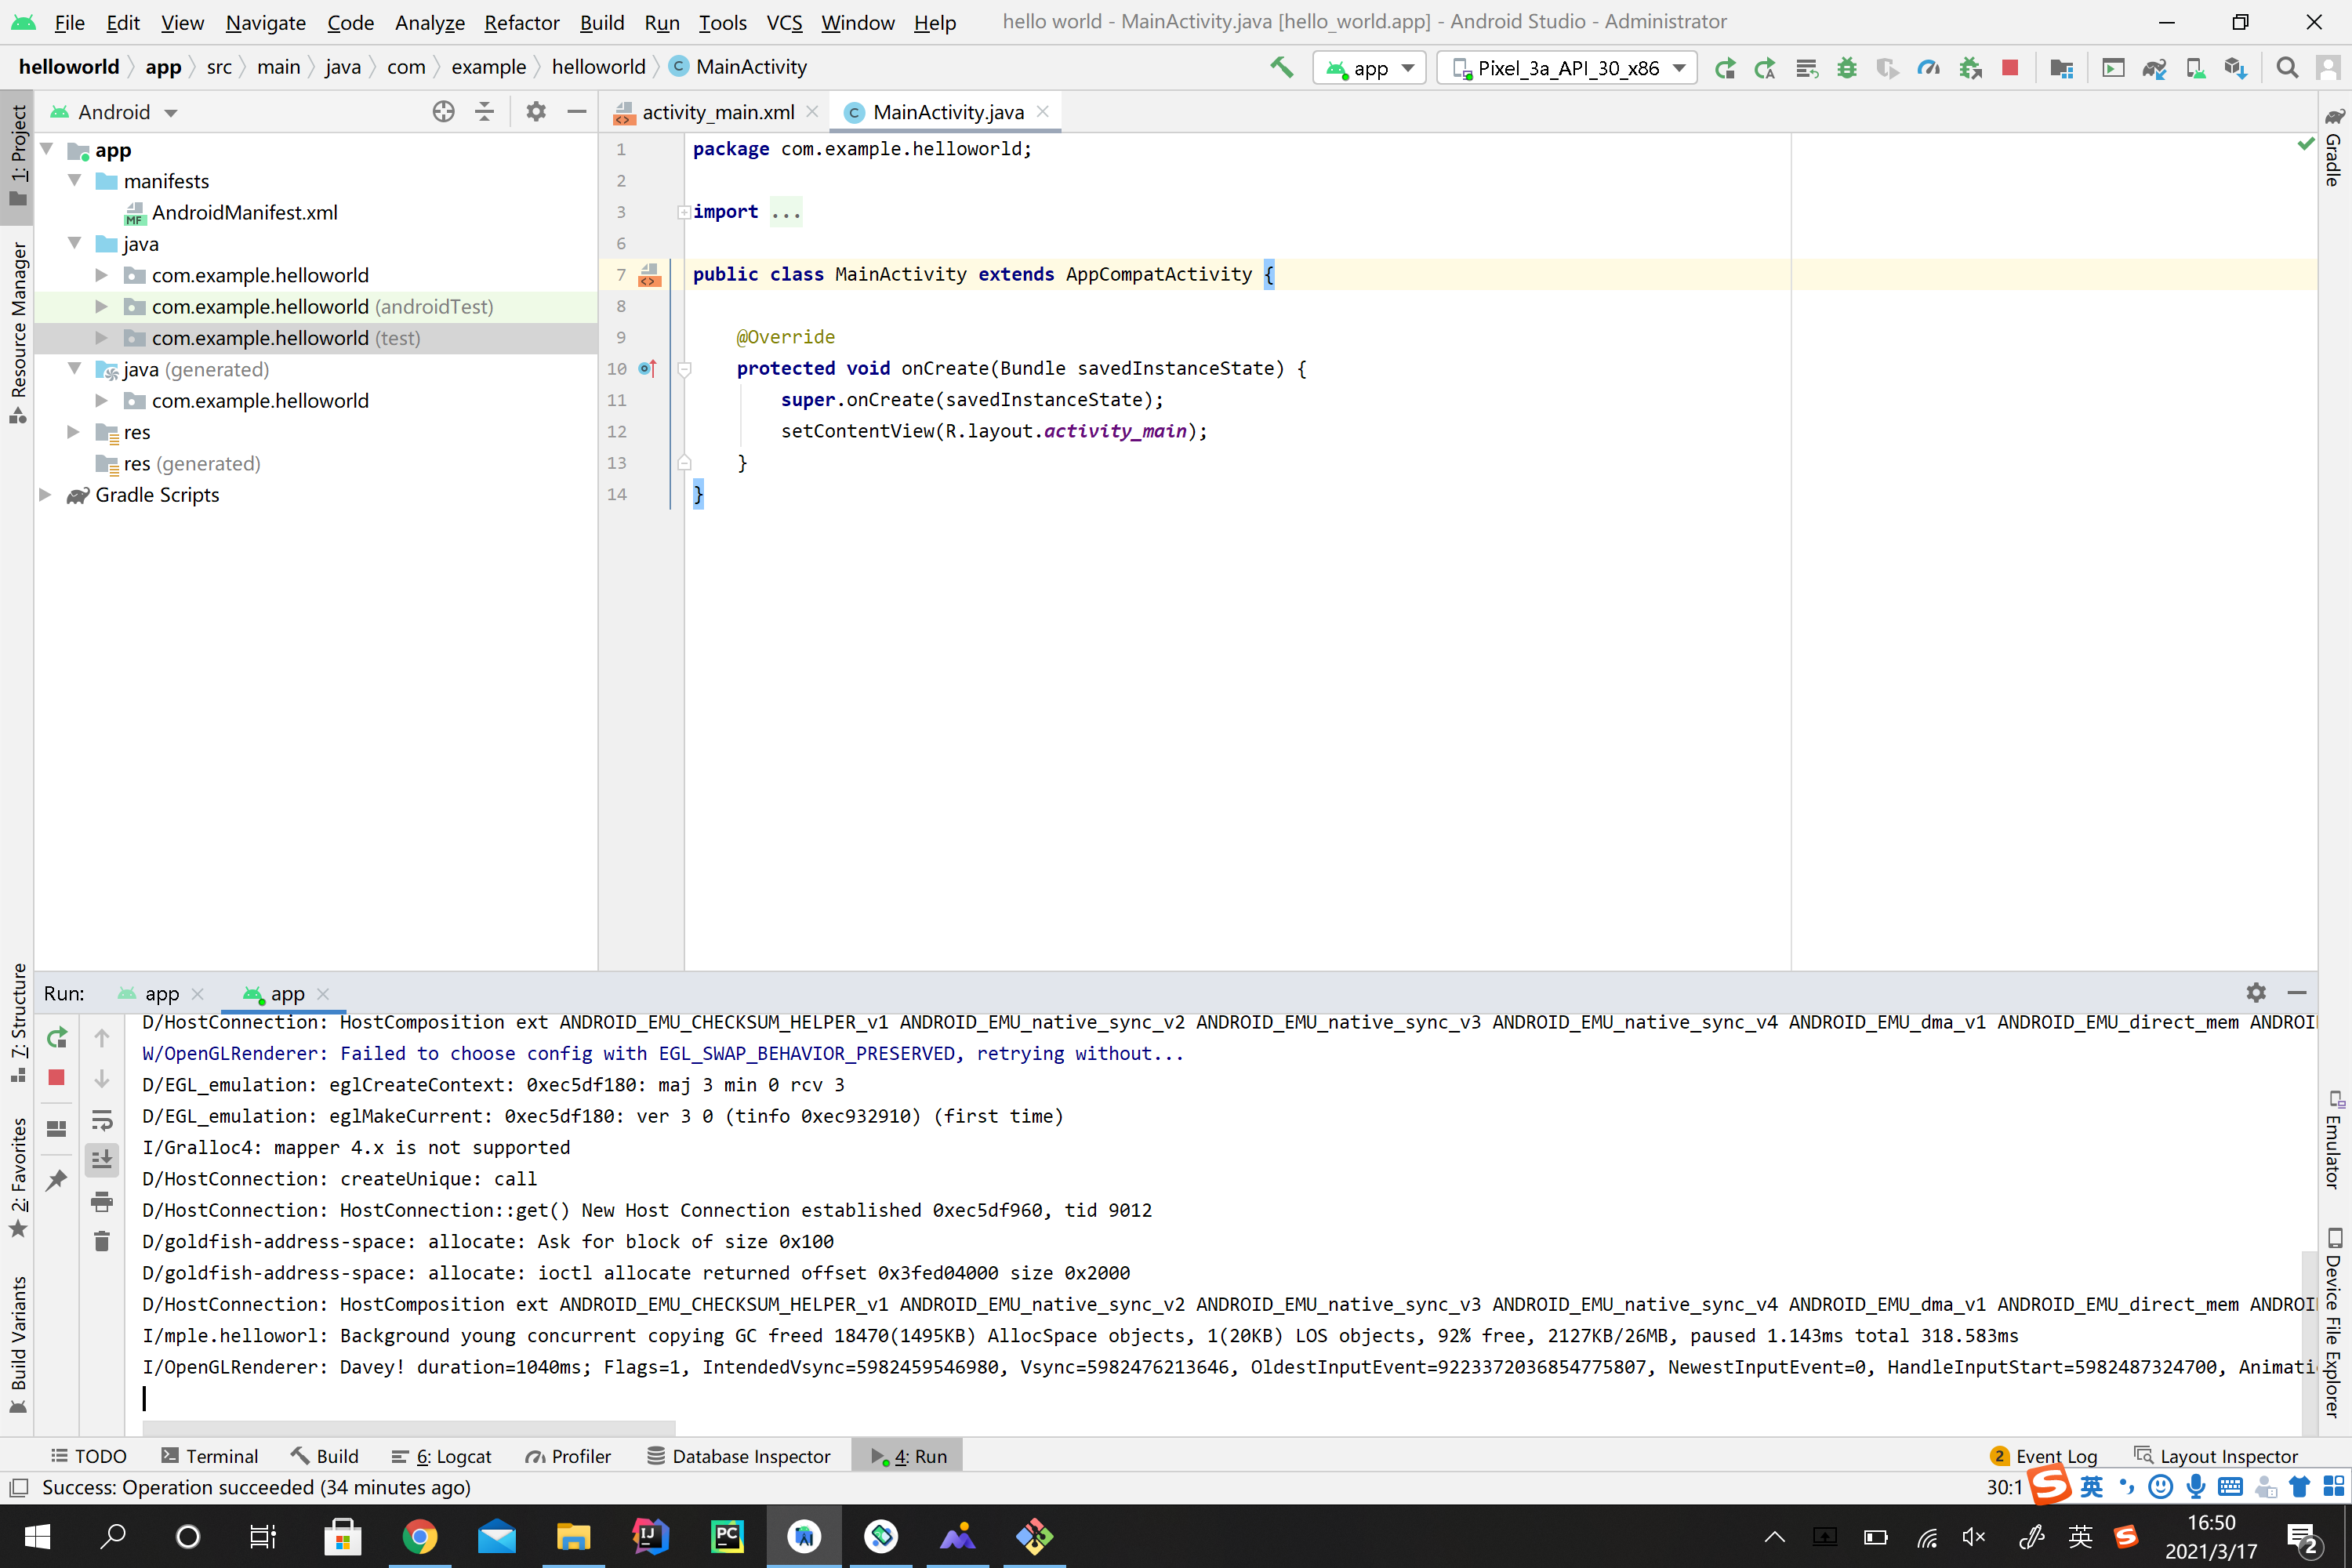 File Edit View Navigate Code Analyze Refactor Build Run Tools VCS Window Help hello world - MainActivity.java [hello_world.app] - Android Studio - Administrator
helloworld app src main java com example helloworld C MainActivity app Pixel_3a_API_30_x86
1: Project
Resource Manager
7: Structure
2: Favorites
Build Variants
Android
app
manifests
MF AndroidManifest.xml
java
com.example.helloworld
com.example.helloworld (androidTest)
com.example.helloworld (test)
java (generated)
com.example.helloworld
res
res (generated)
Gradle Scripts
activity_main.xml C MainActivity.java
1 package com.example.helloworld;
2
3 import ...
6
7 public class MainActivity extends AppCompatActivity {
8
9 @Override
10 protected void onCreate(Bundle savedInstanceState) {
11 super.onCreate(savedInstanceState);
12 setContentView(R.layout.activity_main);
13 }
14 }
Gradle
Emulator
Device File Explorer
Run: app app
D/HostConnection: HostComposition ext ANDROID_EMU_CHECKSUM_HELPER_v1 ANDROID_EMU_native_sync_v2 ANDROID_EMU_native_sync_v3 ANDROID_EMU_native_sync_v4 ANDROID_EMU_dma_v1 ANDROID_EMU_direct_mem ANDROI
W/OpenGLRenderer: Failed to choose config with EGL_SWAP_BEHAVIOR_PRESERVED, retrying without...
D/EGL_emulation: eglCreateContext: 0xec5df180: maj 3 min 0 rcv 3
D/EGL_emulation: eglMakeCurrent: 0xec5df180: ver 3 0 (tinfo 0xec932910) (first time)
I/Gralloc4: mapper 4.x is not supported
D/HostConnection: createUnique: call
D/HostConnection: HostConnection::get() New Host Connection established 0xec5df960, tid 9012
D/goldfish-address-space: allocate: Ask for block of size 0x100
D/goldfish-address-space: allocate: ioctl allocate returned offset 0x3fed04000 size 0x2000
D/HostConnection: HostComposition ext ANDROID_EMU_CHECKSUM_HELPER_v1 ANDROID_EMU_native_sync_v2 ANDROID_EMU_native_sync_v3 ANDROID_EMU_native_sync_v4 ANDROID_EMU_dma_v1 ANDROID_EMU_direct_mem ANDROI
I/mple.helloworl: Background young concurrent copying GC freed 18470(1495KB) AllocSpace objects, 1(20KB) LOS objects, 92% free, 2127KB/26MB, paused 1.143ms total 318.583ms
I/OpenGLRenderer: Davey! duration=1040ms; Flags=1, IntendedVsync=5982459546980, Vsync=5982476213646, OldestInputEvent=9223372036854775807, NewestInputEvent=0, HandleInputStart=5982487324700, Animati
TODO Terminal Build 6: Logcat Profiler Database Inspector 4: Run 2 Event Log Layout Inspector
Success: Operation succeeded (34 minutes ago) 30:1 S 英
IJ PC 英 S 16:50
2021/3/17 2